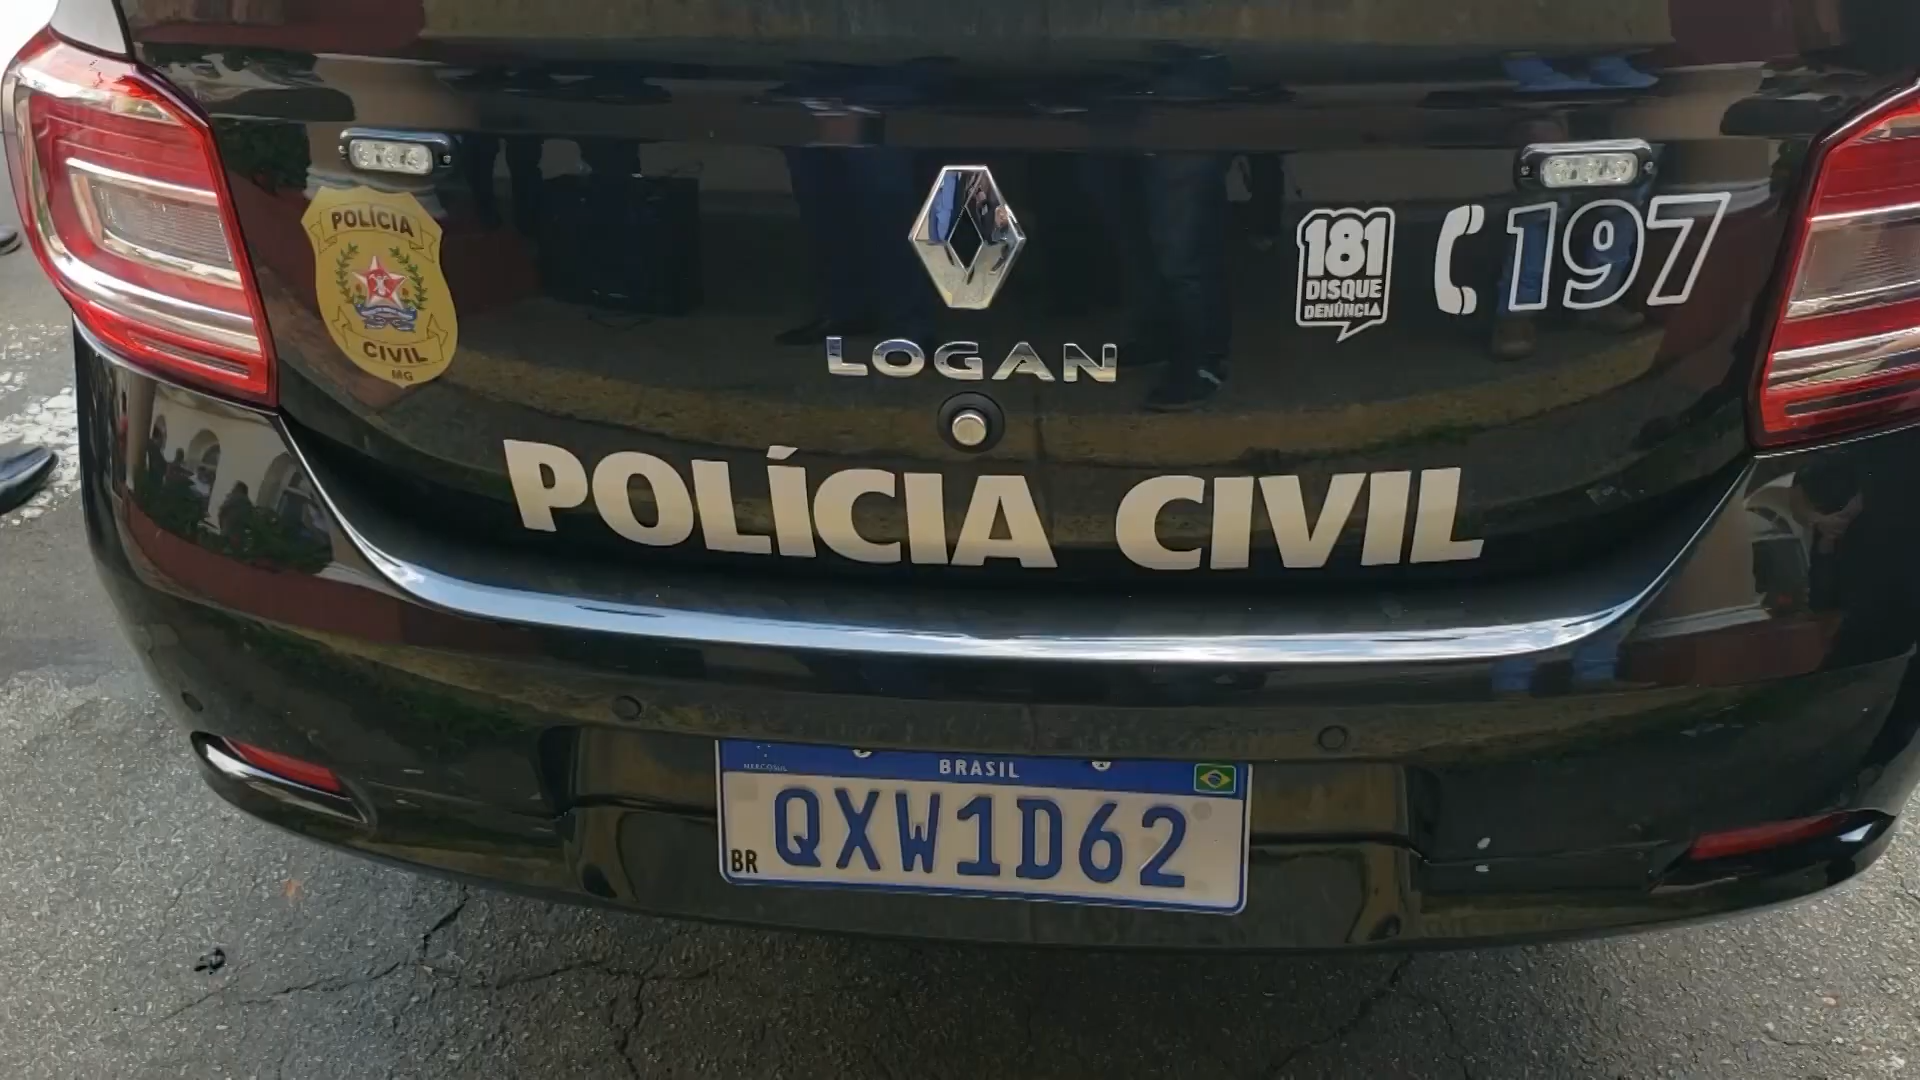 POLÍCIA
CIVIL
MG
LOGAN
181
DISQUE
DENÚNCIA
197
POLÍCIA CIVIL
MERCOSUL
BRASIL
BR
QXW1D62